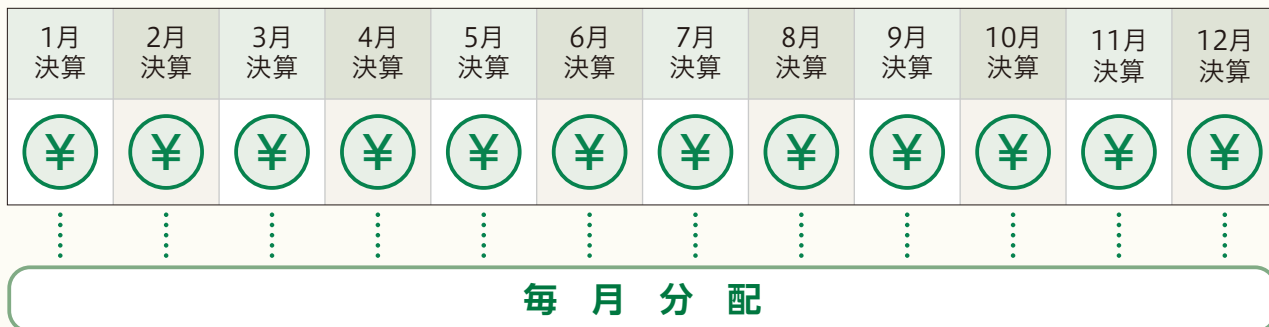 1月 2月 3月 4月 5月 6月 7月 8月 9月 10月 11月 12月
決算 決算 決算 決算 決算 決算 決算 決算 決算 決算 決算 決算
¥ ¥ ¥ ¥ ¥ ¥ ¥ ¥ ¥ ¥ ¥ ¥
毎月分配